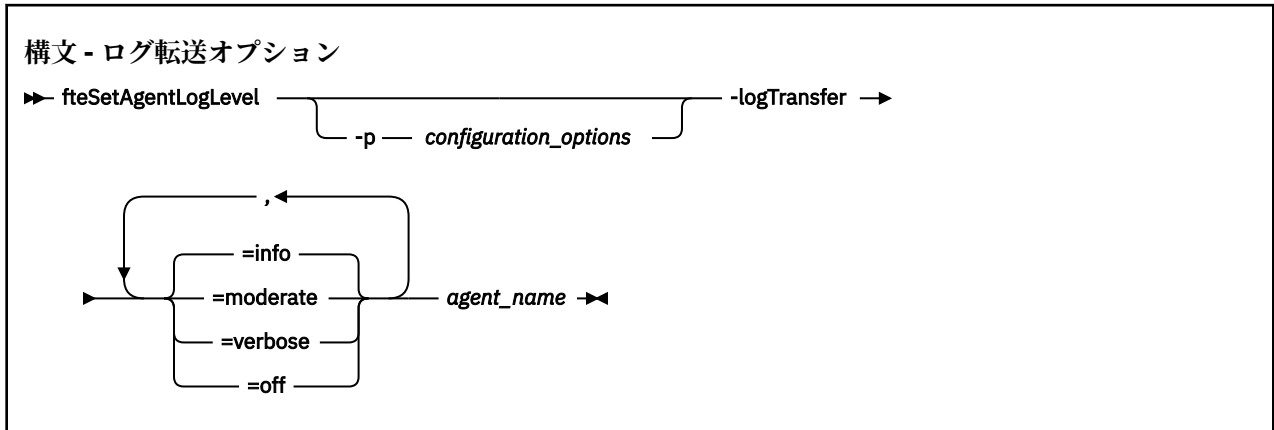 構文 - ログ転送オプション
fteSetAgentLogLevel -logTransfer
-p configuration_options
,
=info
=moderate agent_name
=verbose
=off